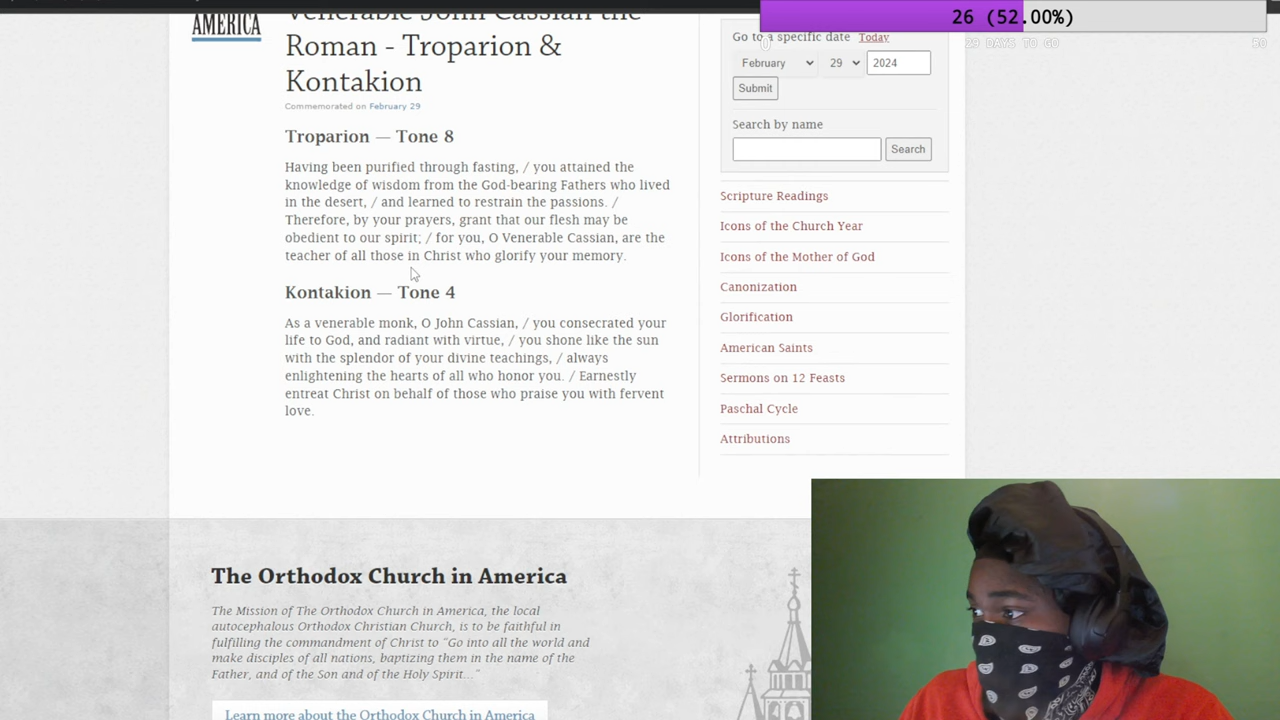 AMERICA
Venerable John Cassian the
Roman - Troparion &
Kontakion
Commemorated on February 29
Troparion — Tone 8
Having been purified through fasting, / you attained the
knowledge of wisdom from the God-bearing Fathers who lived
in the desert, / and learned to restrain the passions. /
Therefore, by your prayers, grant that our flesh may be
obedient to our spirit; / for you, O Venerable Cassian, are the
teacher of all those in Christ who glorify your memory.
Kontakion — Tone 4
As a venerable monk, O John Cassian, / you consecrated your
life to God, and radiant with virtue, / you shone like the sun
with the splendor of your divine teachings, / always
enlightening the hearts of all who honor you. / Earnestly
entreat Christ on behalf of those who praise you with fervent
love.
26 (52.00%)
0 29 DAYS TO GO 30
Go to a specific date Today
February 29 2024
Submit
Search by name
Search
Scripture Readings
Icons of the Church Year
Icons of the Mother of God
Canonization
Glorification
American Saints
Sermons on 12 Feasts
Paschal Cycle
Attributions
The Orthodox Church in America
The Mission of The Orthodox Church in America, the local
autocephalous Orthodox Christian Church, is to be faithful in
fulfilling the commandment of Christ to “Go into all the world and
make disciples of all nations, baptizing them in the name of the
Father, and of the Son and of the Holy Spirit…”
Learn more about the Orthodox Church in America